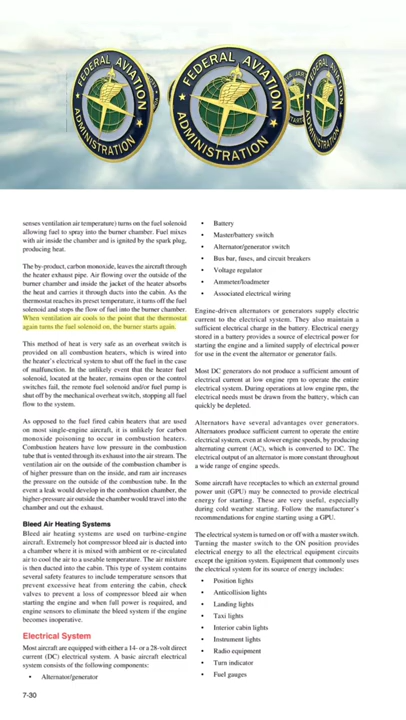 FEDERAL AVIATION
ADMINISTRATION
FEDERAL AVIATION
ADMINISTRATION
FEDERAL AVIATION
ADMINISTRATION
senses ventilation air temperature) turns on the fuel solenoid
allowing fuel to spray into the burner chamber. Fuel mixes
with air inside the chamber and is ignited by the spark plug,
producing heat.
The by-product, carbon monoxide, leaves the aircraft through
the heater exhaust pipe. Air flowing over the outside of the
burner chamber and inside the jacket of the heater absorbs
the heat and carries it through ducts into the cabin. As the
thermostat reaches its preset temperature, it turns off the fuel
solenoid and stops the flow of fuel into the burner chamber.
When ventilation air cools to the point that the thermostat
again turns the fuel solenoid on, the burner starts again.
This method of heat is very safe as an overheat switch is
provided on all combustion heaters, which is wired into
the heater's electrical system to shut off the fuel in the case
of malfunction. In the unlikely event that the heater fuel
solenoid, located at the heater, remains open or the control
switches fail, the remote fuel solenoid and/or fuel pump is
shut off by the mechanical overheat switch, stopping all fuel
flow to the system.
As opposed to the fuel fired cabin heaters that are used
on most single-engine aircraft, it is unlikely for carbon
monoxide poisoning to occur in combustion heaters.
Combustion heaters have low pressure in the combustion
tube that is vented through its exhaust into the air stream. The
ventilation air on the outside of the combustion chamber is
of higher pressure than on the inside, and ram air increases
the pressure on the outside of the combustion tube. In the
event a leak would develop in the combustion chamber, the
higher-pressure air outside the chamber would travel into the
chamber and out the exhaust.
Bleed Air Heating Systems
Bleed air heating systems are used on turbine-engine
aircraft. Extremely hot compressor bleed air is ducted into
a chamber where it is mixed with ambient or re-circulated
air to cool the air to a useable temperature. The air mixture
is then ducted into the cabin. This type of system contains
several safety features to include temperature sensors that
prevent excessive heat from entering the cabin, check
valves to prevent a loss of compressor bleed air when
starting the engine and when full power is required, and
engine sensors to eliminate the bleed system if the engine
becomes inoperative.
Electrical System
Most aircraft are equipped with either a 14- or a 28-volt direct
current (DC) electrical system. A basic aircraft electrical
system consists of the following components:
• Alternator/generator
• Battery
• Master/battery switch
• Alternator/generator switch
• Bus bar, fuses, and circuit breakers
• Voltage regulator
• Ammeter/loadmeter
• Associated electrical wiring
Engine-driven alternators or generators supply electric
current to the electrical system. They also maintain a
sufficient electrical charge in the battery. Electrical energy
stored in a battery provides a source of electrical power for
starting the engine and a limited supply of electrical power
for use in the event the alternator or generator fails.
Most DC generators do not produce a sufficient amount of
electrical current at low engine rpm to operate the entire
electrical system. During operations at low engine rpm, the
electrical needs must be drawn from the battery, which can
quickly be depleted.
Alternators have several advantages over generators.
Alternators produce sufficient current to operate the entire
electrical system, even at slower engine speeds, by producing
alternating current (AC), which is converted to DC. The
electrical output of an alternator is more constant throughout
a wide range of engine speeds.
Some aircraft have receptacles to which an external ground
power unit (GPU) may be connected to provide electrical
energy for starting. These are very useful, especially
during cold weather starting. Follow the manufacturer's
recommendations for engine starting using a GPU.
The electrical system is turned on or off with a master switch.
Turning the master switch to the ON position provides
electrical energy to all the electrical equipment circuits
except the ignition system. Equipment that commonly uses
the electrical system for its source of energy includes:
• Position lights
• Anticollision lights
• Landing lights
• Taxi lights
• Interior cabin lights
• Instrument lights
• Radio equipment
• Turn indicator
• Fuel gauges
7-30